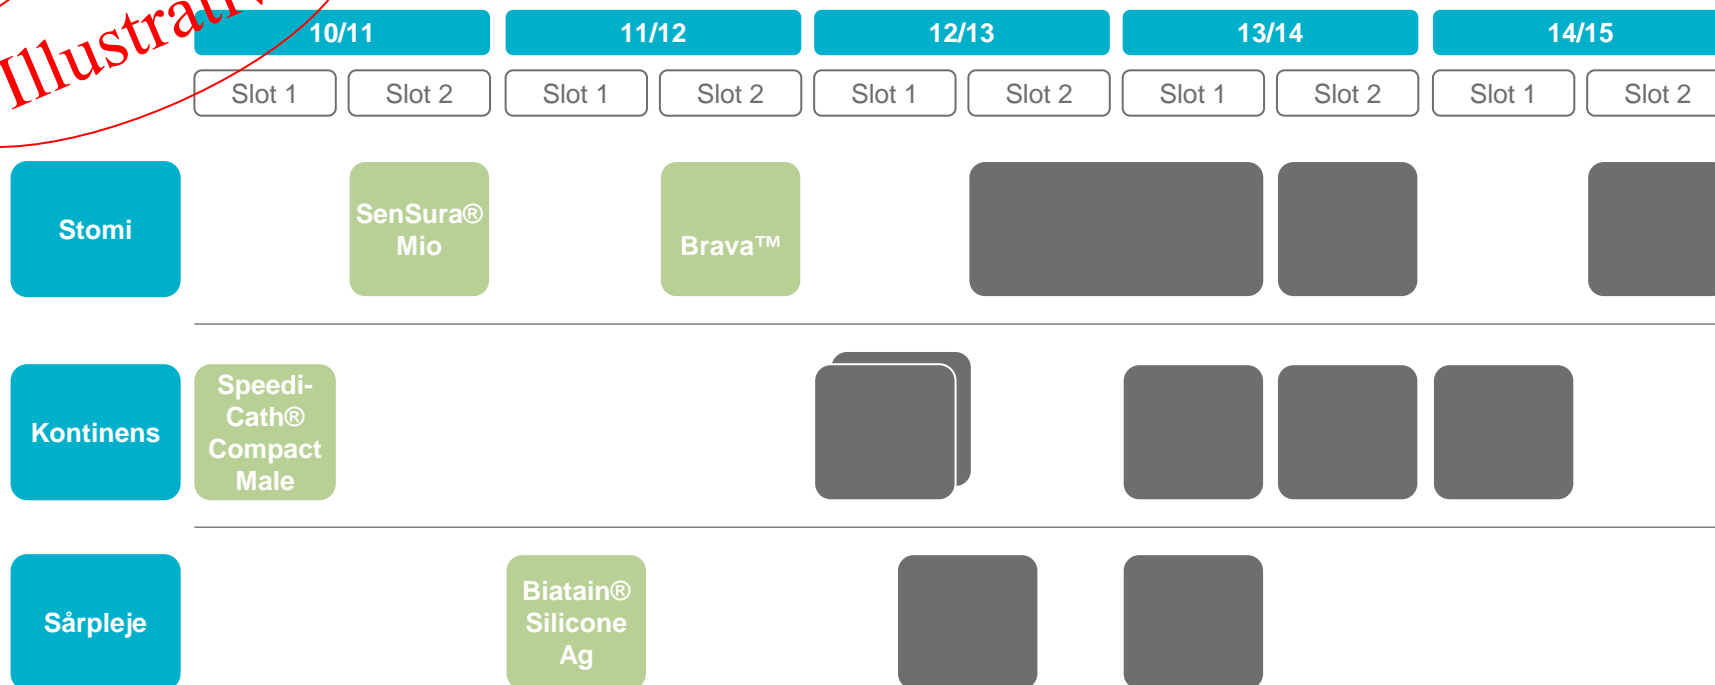 10/11 11/12 12/13 13/14 14/15
Slot 1 Slot 2 Slot 1 Slot 2 Slot 1 Slot 2 Slot 1 Slot 2 Slot 1 Slot 2
Stomi
SenSura®
Mio
Brava™
Kontinens
Speedi-
Cath®
Compact
Male
Sårpleje
Biatain®
Silicone
Ag